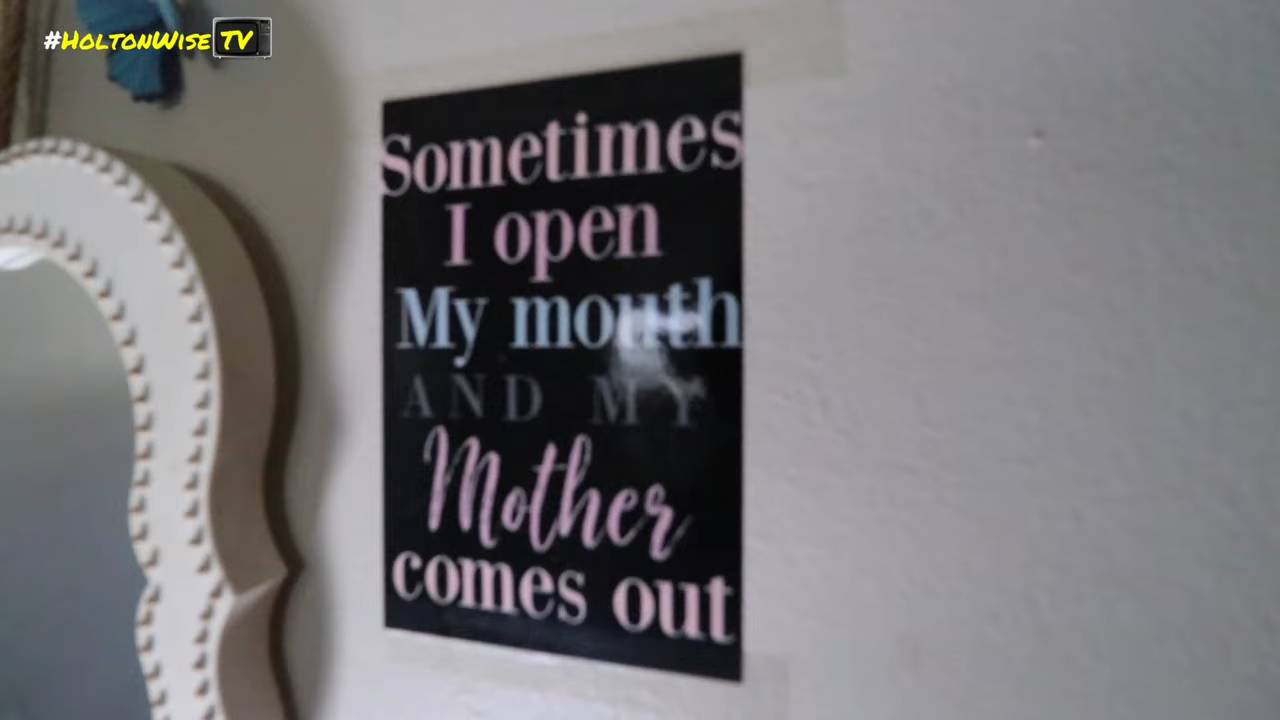 #HoltonWise TV
Sometimes
I open
My mouth
AND MY
Mother
comes out